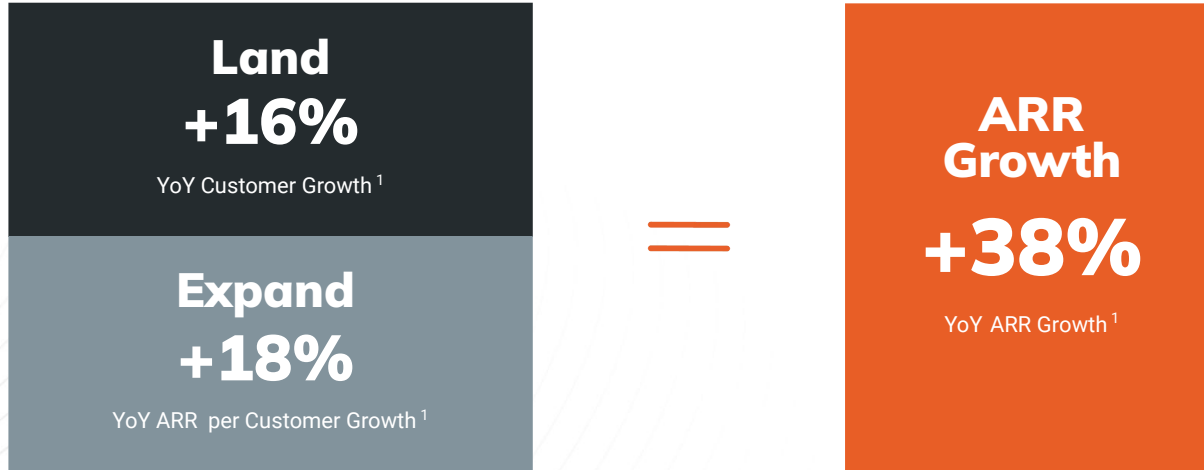 Land
+16%
YoY Customer Growth 1
Expand
+18%
YoY ARR per Customer Growth 1
=
ARR
Growth
+38%
YoY ARR Growth 1